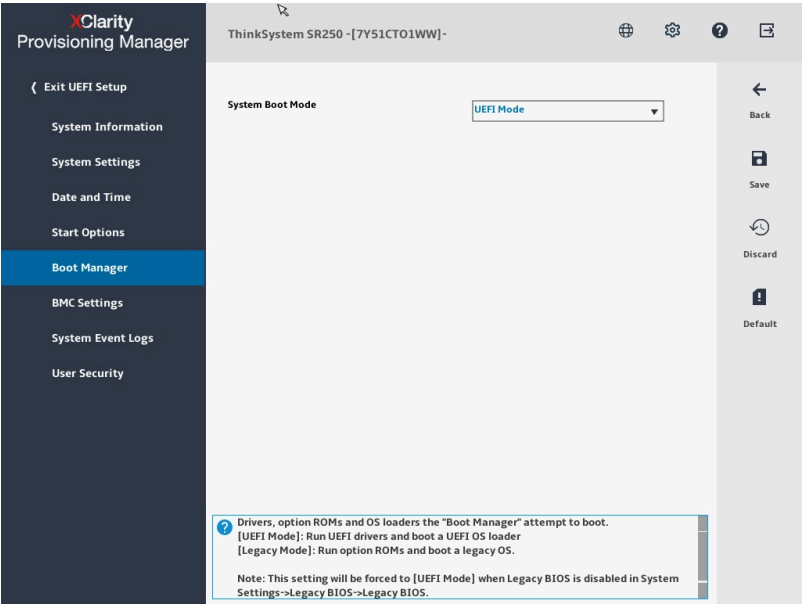 XClarity
Provisioning Manager
ThinkSystem SR250 -[7Y51CTO1WW]-
❬ Exit UEFI Setup
System Information
System Settings
Date and Time
Start Options
Boot Manager
BMC Settings
System Event Logs
User Security
System Boot Mode
UEFI Mode
Back
Save
Discard
Default
Drivers, option ROMs and OS loaders the "Boot Manager" attempt to boot.
[UEFI Mode]: Run UEFI drivers and boot a UEFI OS loader
[Legacy Mode]: Run option ROMs and boot a legacy OS.
Note: This setting will be forced to [UEFI Mode] when Legacy BIOS is disabled in System
Settings->Legacy BIOS->Legacy BIOS.